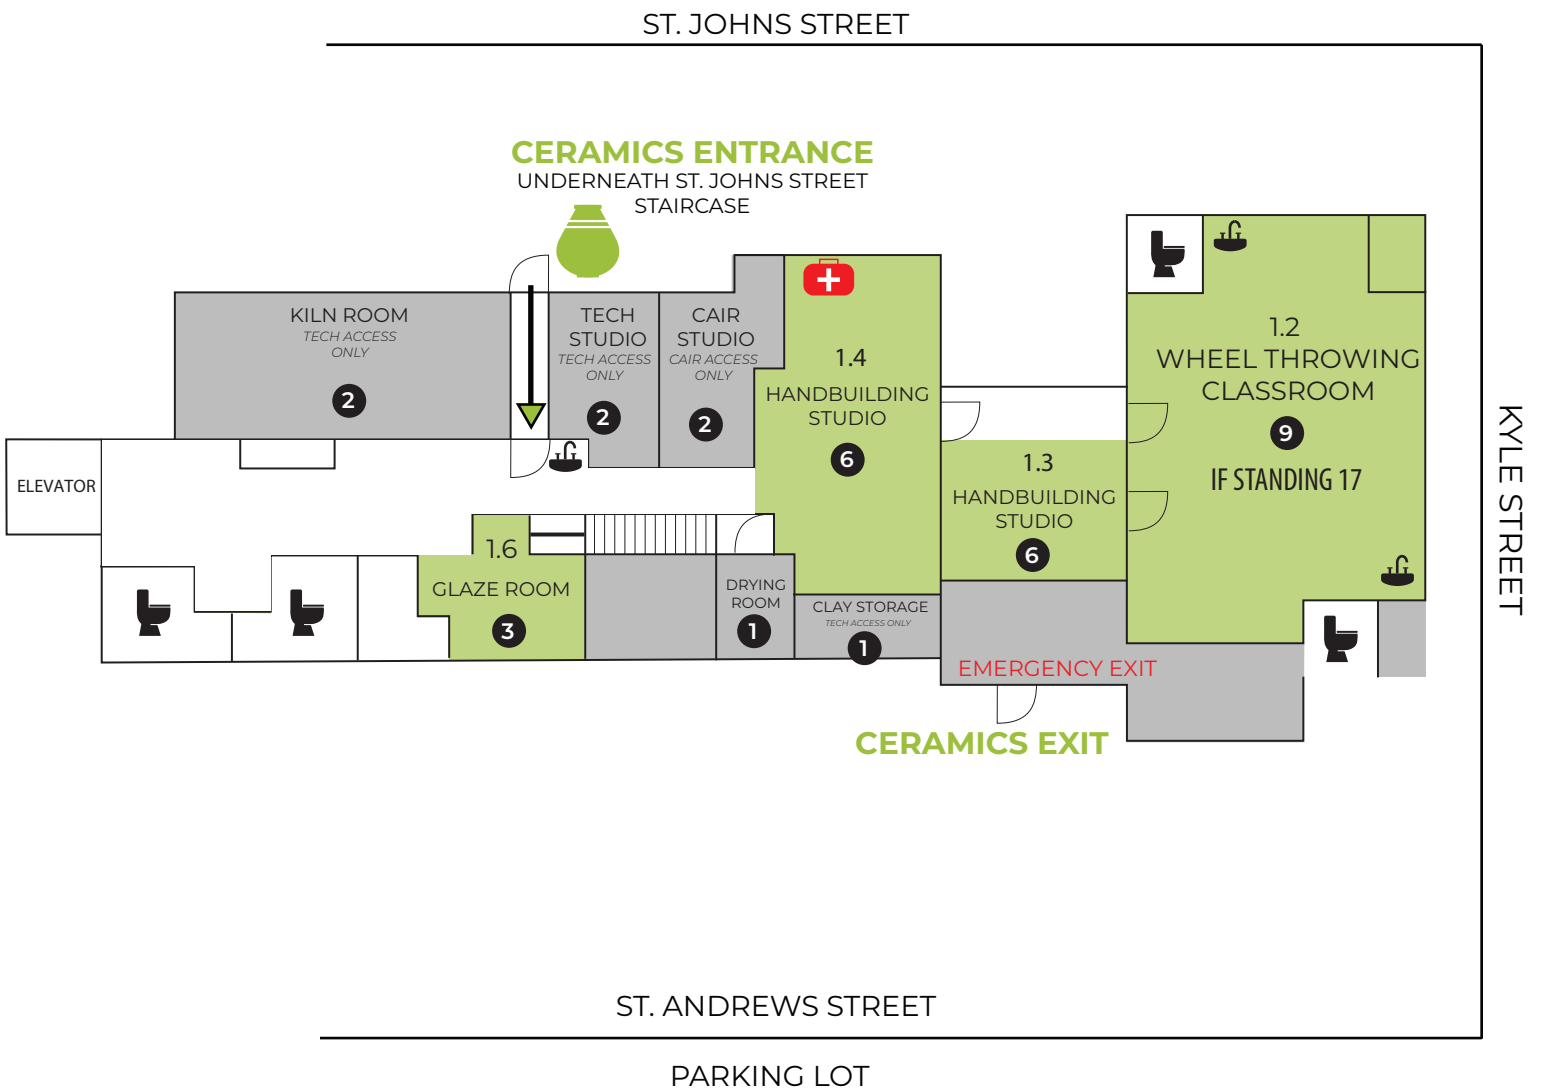 ST. JOHNS STREET
CERAMICS ENTRANCE
UNDERNEATH ST. JOHNS STREET
STAIRCASE
KILN ROOM
TECH ACCESS
ONLY
2
TECH
STUDIO
TECH ACCESS
ONLY
2
CAIR
STUDIO
CAIR ACCESS
ONLY
2
1.4
HANDBUILDING
STUDIO
6
1.2
WHEEL THROWING
CLASSROOM
9
IF STANDING 17
KYLE STREET
1.3
HANDBUILDING
STUDIO
6
ELEVATOR
1.6
GLAZE ROOM
3
DRYING
ROOM
1
CLAY STORAGE
TECH ACCESS ONLY
1
EMERGENCY EXIT
CERAMICS EXIT
ST. ANDREWS STREET
PARKING LOT